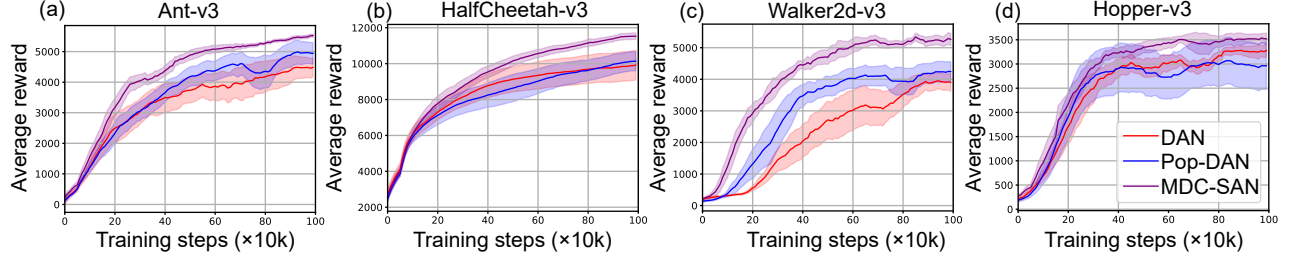 (a) Ant-v3
Average reward
5000
4000
3000
2000
1000
0
0 20 40 60 80 100
Training steps (×10k)
(b) HalfCheetah-v3
Average reward
12000
10000
8000
6000
4000
2000
0 20 40 60 80 100
Training steps (×10k)
(c) Walker2d-v3
Average reward
5000
4000
3000
2000
1000
0
0 20 40 60 80 100
Training steps (×10k)
(d) Hopper-v3
Average reward
3500
3000
2500
2000
1500
1000
500
0
0 20 40 60 80 100
Training steps (×10k)
DAN
Pop-DAN
MDC-SAN